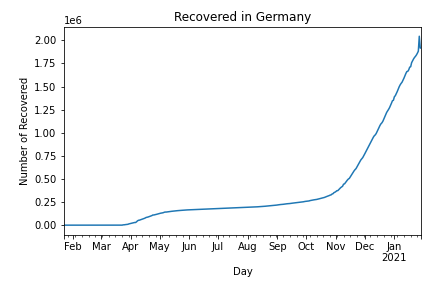 Recovered in Germany
1e6
2.00
1.75
1.50
1.25
1.00
0.75
0.50
0.25
0.00
Number of Recovered
Feb Mar Apr May Jun Jul Aug Sep Oct Nov Dec Jan
2021
Day